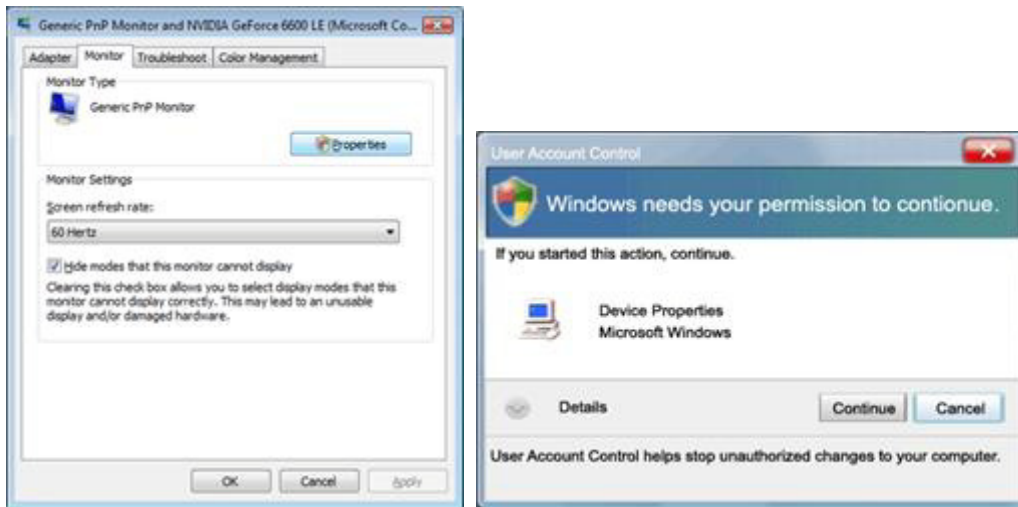 Generic PnP Monitor and NVIDIA GeForce 6600 LE (Microsoft Co...
Adapter Monitor Troubleshoot Color Management
Monitor Type
Generic PnP Monitor
Properties
Monitor Settings
Screen refresh rate:
60 Hertz
Hide modes that this monitor cannot display
Clearing this check box allows you to select display modes that this
monitor cannot display correctly. This may lead to an unusable
display and/or damaged hardware.
OK Cancel Apply
User Account Control
Windows needs your permission to contionue.
If you started this action, continue.
Device Properties
Microsoft Windows
Details Continue Cancel
User Account Control helps stop unauthorized changes to your computer.